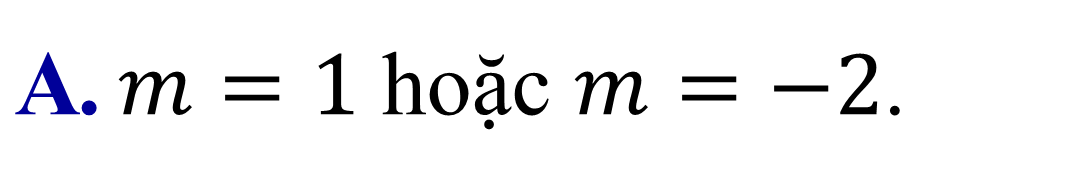 A. m = 1 hoặc m = −2.